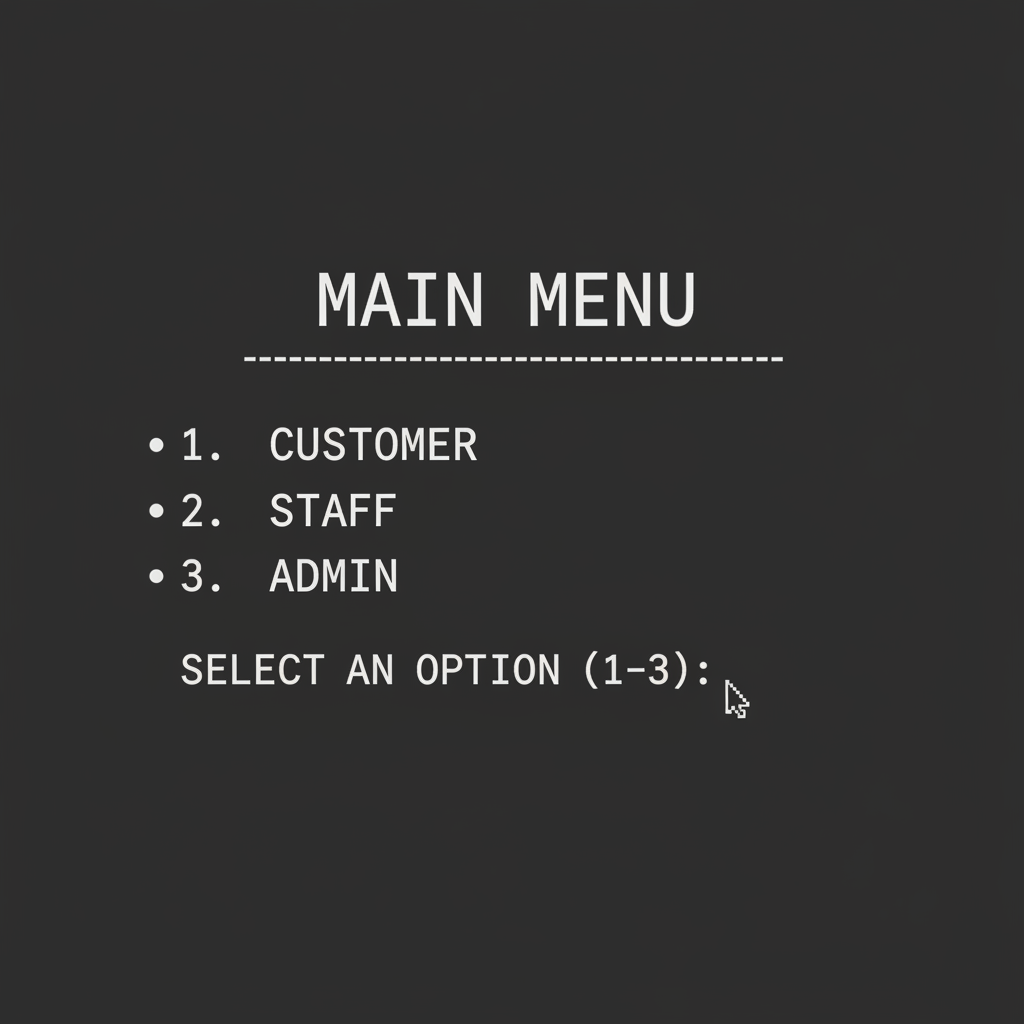 MAIN MENU
-----------------------------------
• 1. CUSTOMER
• 2. STAFF
• 3. ADMIN
SELECT AN OPTION (1-3):